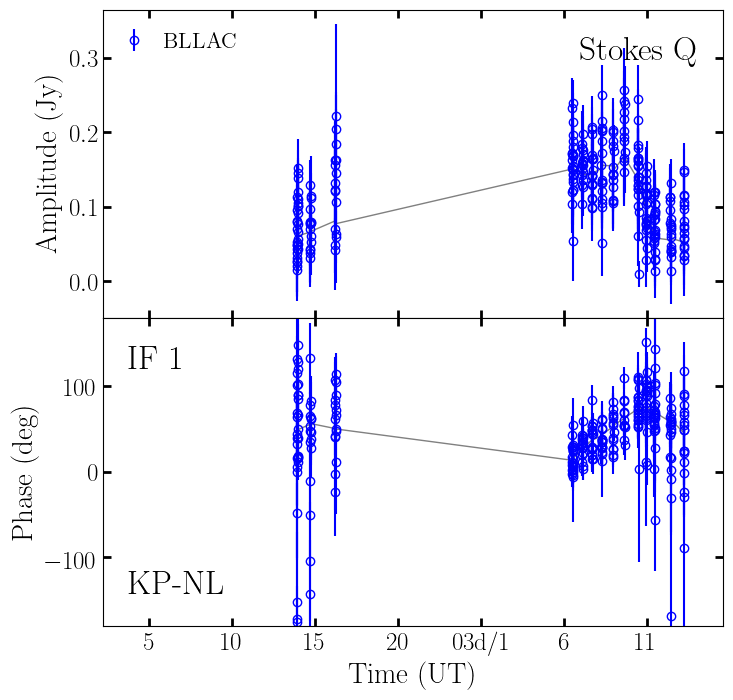 BLLAC
Stokes Q
0.3
0.2
0.1
0.0
Amplitude (Jy)
IF 1
100
0
−100
Phase (deg)
KP-NL
5 10 15 20 03d/1 6 11
Time (UT)